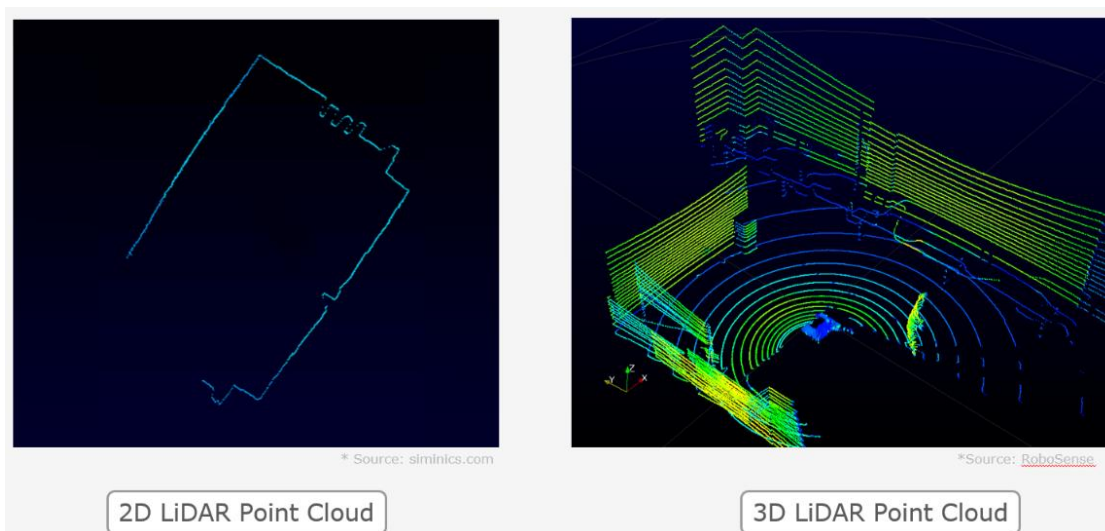 Z
Y
X
* Source: siminics.com
*Source: RoboSense
2D LiDAR Point Cloud
3D LiDAR Point Cloud